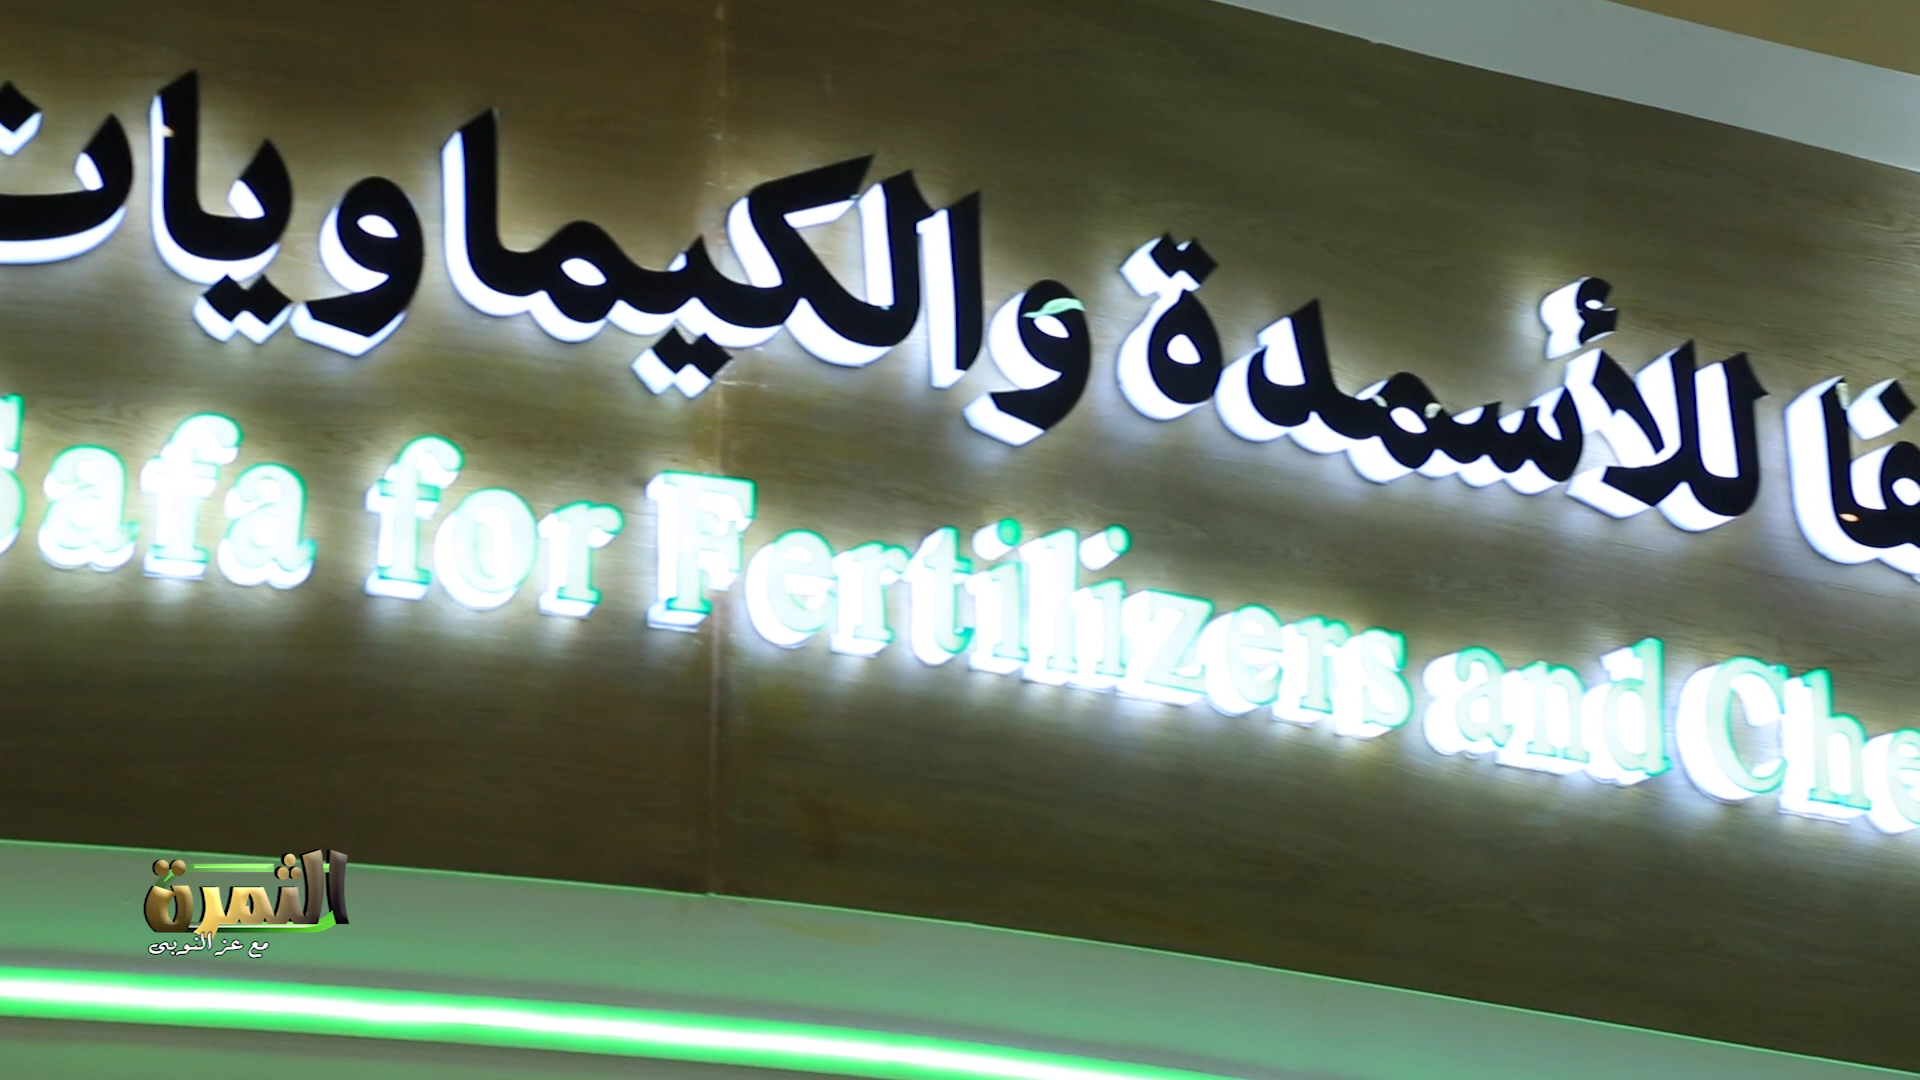 للأسمدة والكيماويات
Safa for Fertilizers and Che
الثمرة
مع عز النوبى